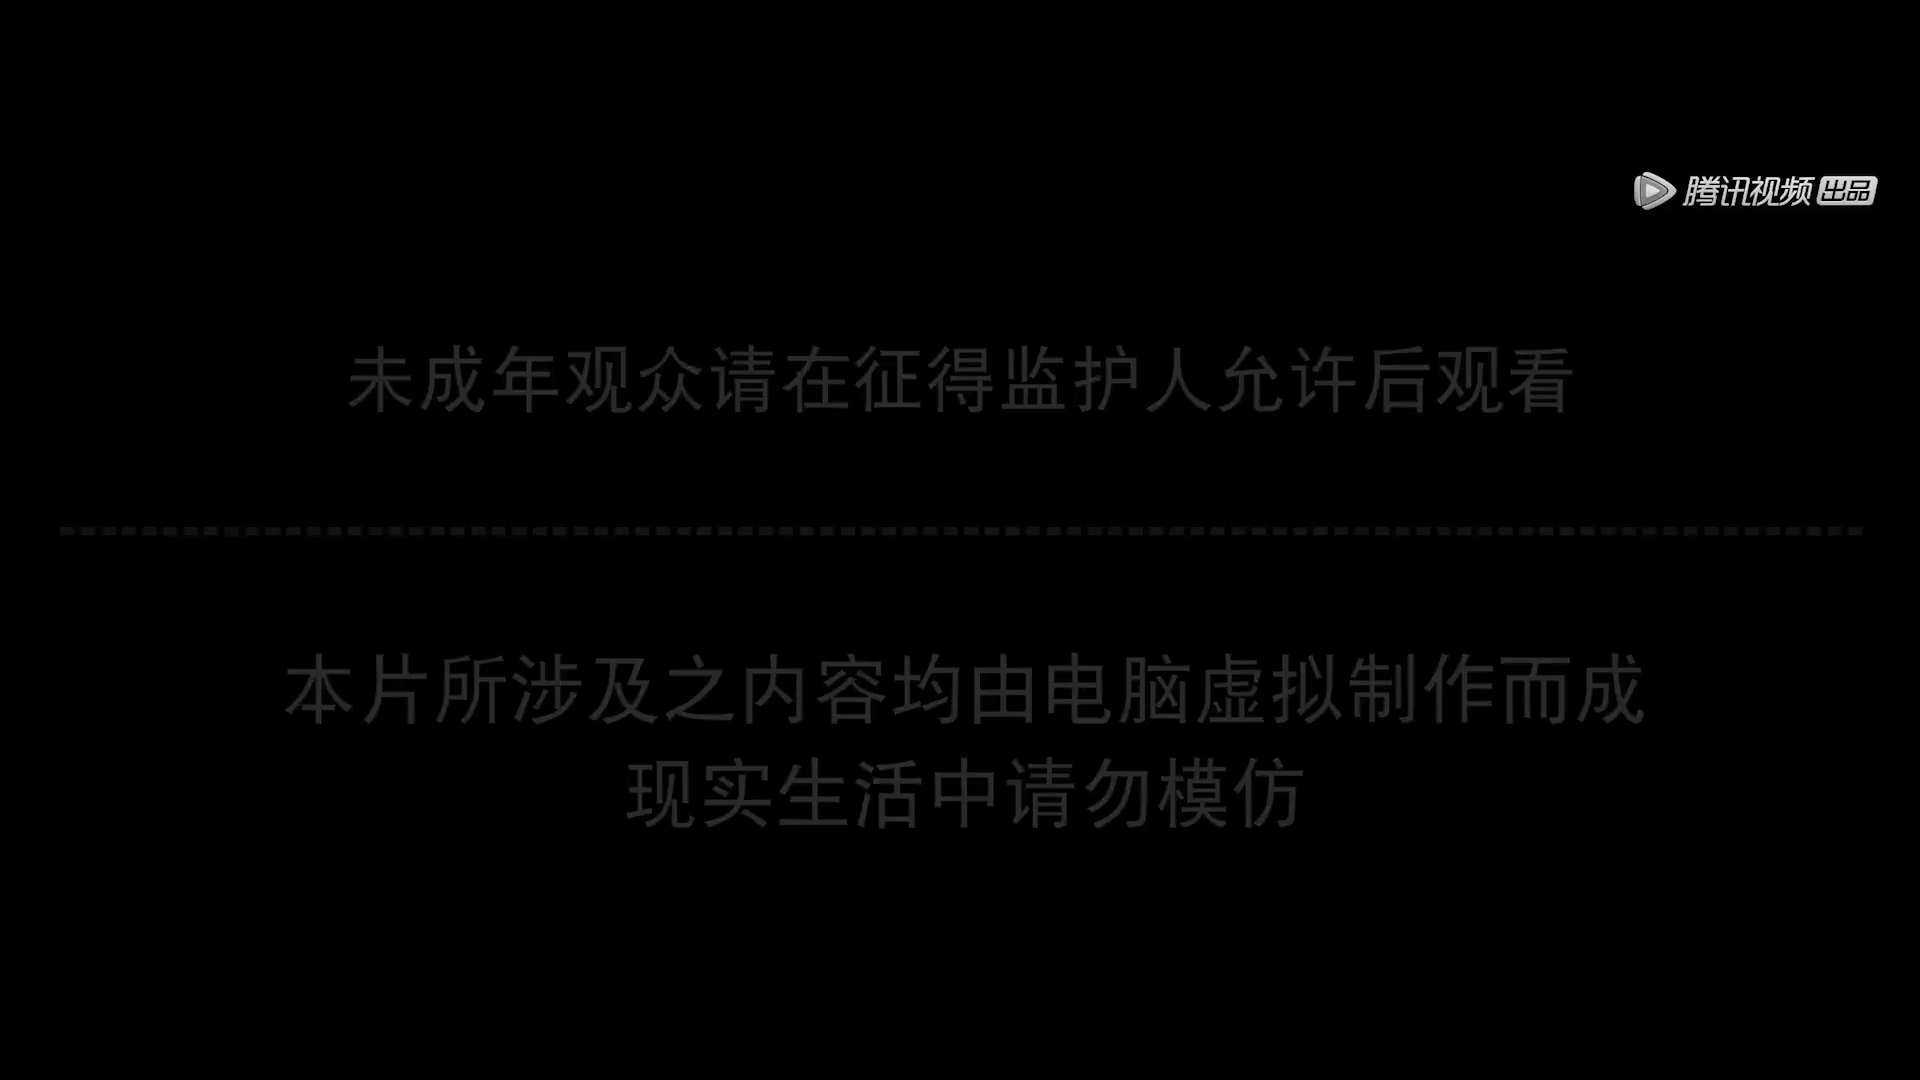 腾讯视频 出品
未成年观众请在征得监护人允许后观看
本片所涉及之内容均由电脑虚拟制作而成
现实生活中请勿模仿